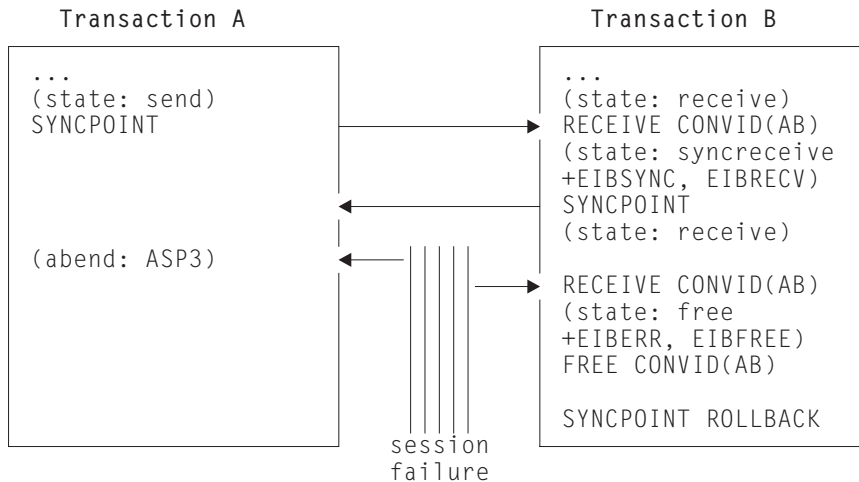 Transaction A
...
(state: send)
SYNCPOINT
(abend: ASP3)
Transaction B
...
(state: receive)
RECEIVE CONVID(AB)
(state: syncreceive
+EIBSYNC, EIBRECV)
SYNCPOINT
(state: receive)
RECEIVE CONVID(AB)
(state: free
+EIBERR, EIBFREE)
FREE CONVID(AB)
SYNCPOINT ROLLBACK
session
failure